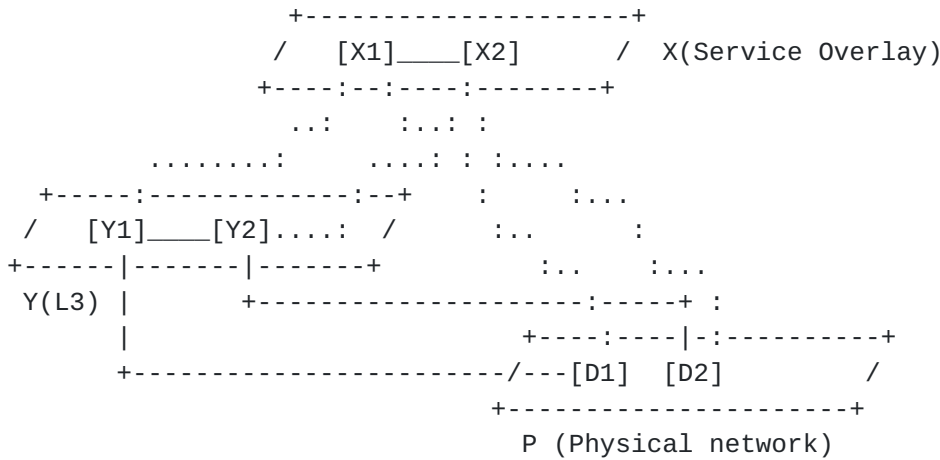 +---------------------+
/ [X1]____[X2] / X(Service Overlay)
+----:--:----:--------+
..: :..: :
........: ....: : :....
+-----:-------------:--+ : :...
/ [Y1]____[Y2]....: / :.. :
+------|-------|-------+ :.. :...
Y(L3) | +---------------------:-----+ :
| +----:----|-:----------+
+------------------------/---[D1] [D2] /
+---------------------+
P (Physical network)